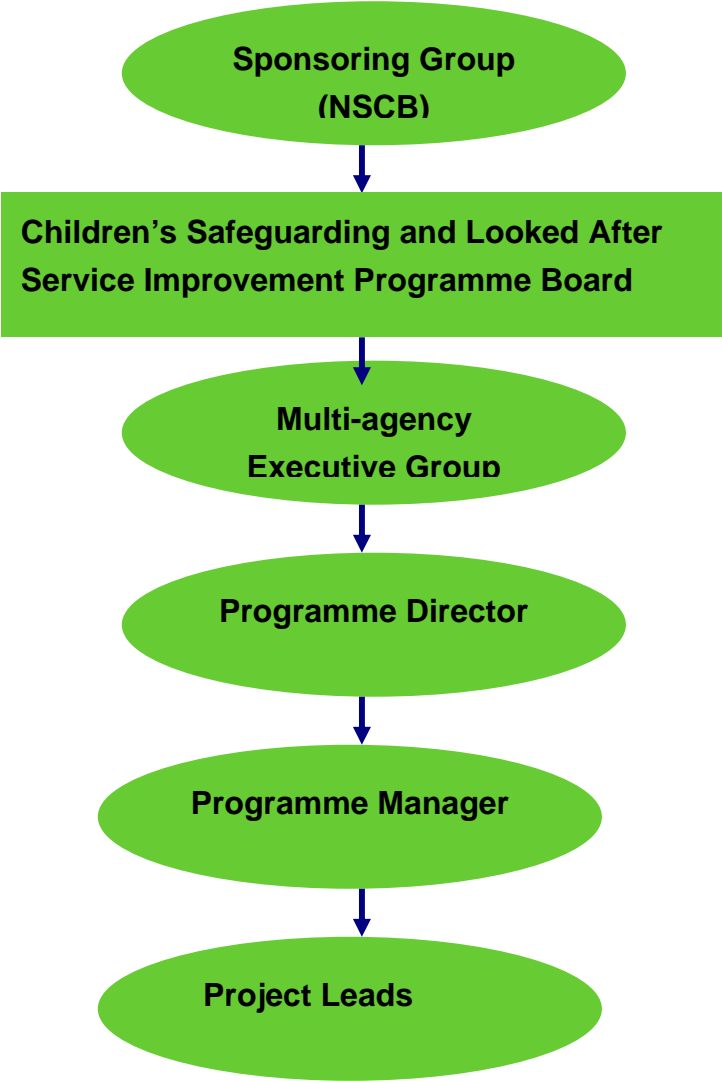 Sponsoring Group
(NSCB)
Children’s Safeguarding and Looked After
Service Improvement Programme Board
Multi-agency
Executive Group
Programme Director
Programme Manager
Project Leads